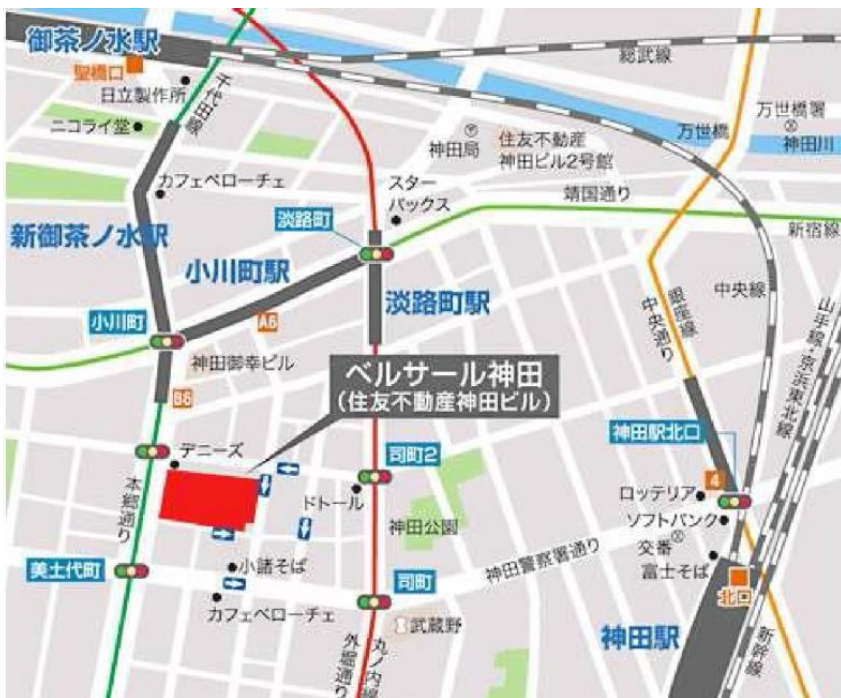 御茶ノ水駅
聖橋口
日立製作所
ニコライ堂
千代田線
総武線
万世橋署
万世橋
神田川
神田局
住友不動産
神田ビル2号館
カフェベローチェ
スター
バックス
靖国通り
淡路町
新宿線
新御茶ノ水駅
小川町駅
淡路町駅
中央線
銀座線
中央通り
山手線・京浜東北線
小川町
A6
神田御幸ビル
ベルサール神田
(住友不動産神田ビル)
B6
神田駅北口
デニーズ
司町2
4
ロッテリア
ドトール
本郷通り
神田公園
ソフトバンク
神田警察署通り
交番
富士そば
美土代町
小諸そば
司町
北口
カフェベローチェ
武蔵野
神田駅
丸ノ内線
外堀通り
新幹線